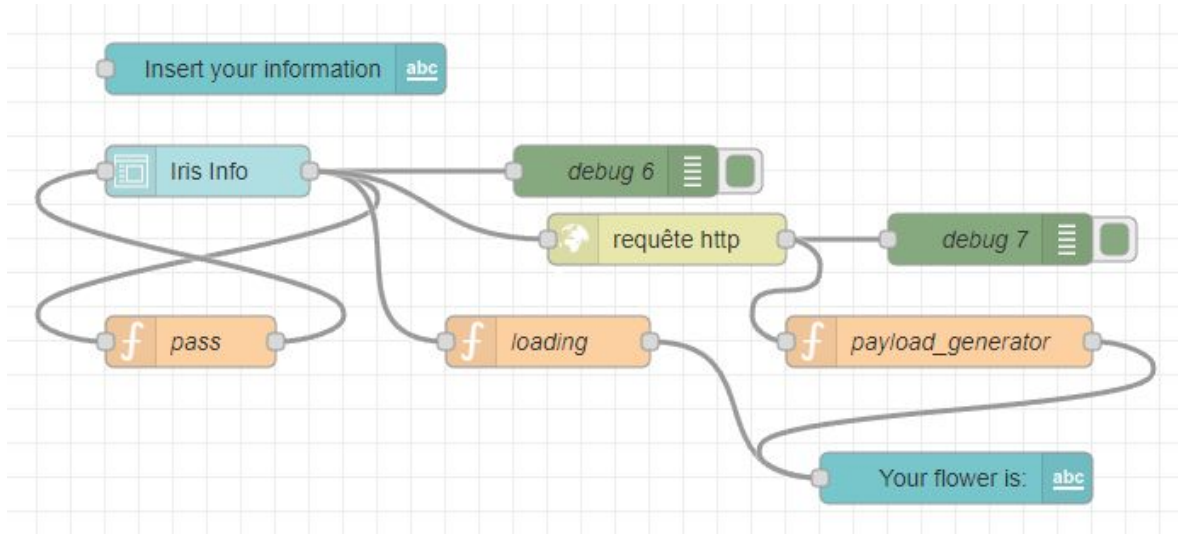 Insert your information abc
Iris Info
debug 6
requête http
debug 7
pass
loading
payload_generator
Your flower is: abc